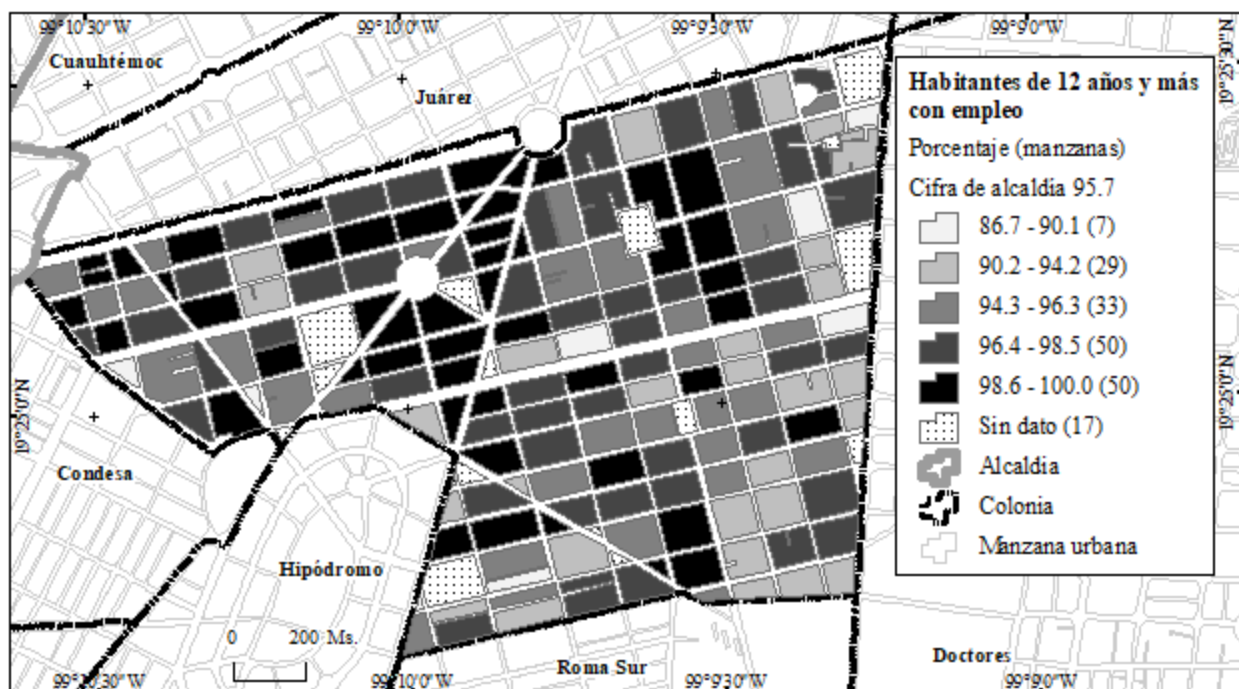 99°10'30"W 99°10'0"W 99°9'30"W 99°9'0"W
Cuauhtémoc
Juárez
19°25'30"N
Habitantes de 12 años y más
con empleo
Porcentaje (manzanas)
Cifra de alcaldía 95.7
86.7 - 90.1 (7)
90.2 - 94.2 (29)
94.3 - 96.3 (33)
96.4 - 98.5 (50)
98.6 - 100.0 (50)
Sin dato (17)
Alcaldía
Colonia
Manzana urbana
19°25'0"N 19°25'0"N
Condesa
Hipódromo
0 200 Ms.
Roma Sur
Doctores
99°10'30"W 99°10'0"W 99°9'30"W 99°9'0"W